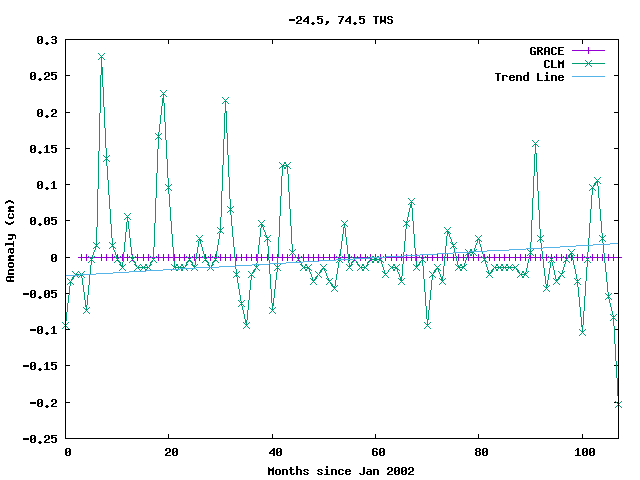 -24.5, 74.5 TWS
GRACE
CLM
Trend Line
0.3
0.25
0.2
0.15
0.1
0.05
0
-0.05
-0.1
-0.15
-0.2
-0.25
Anomaly (cm)
0 20 40 60 80 100
Months since Jan 2002